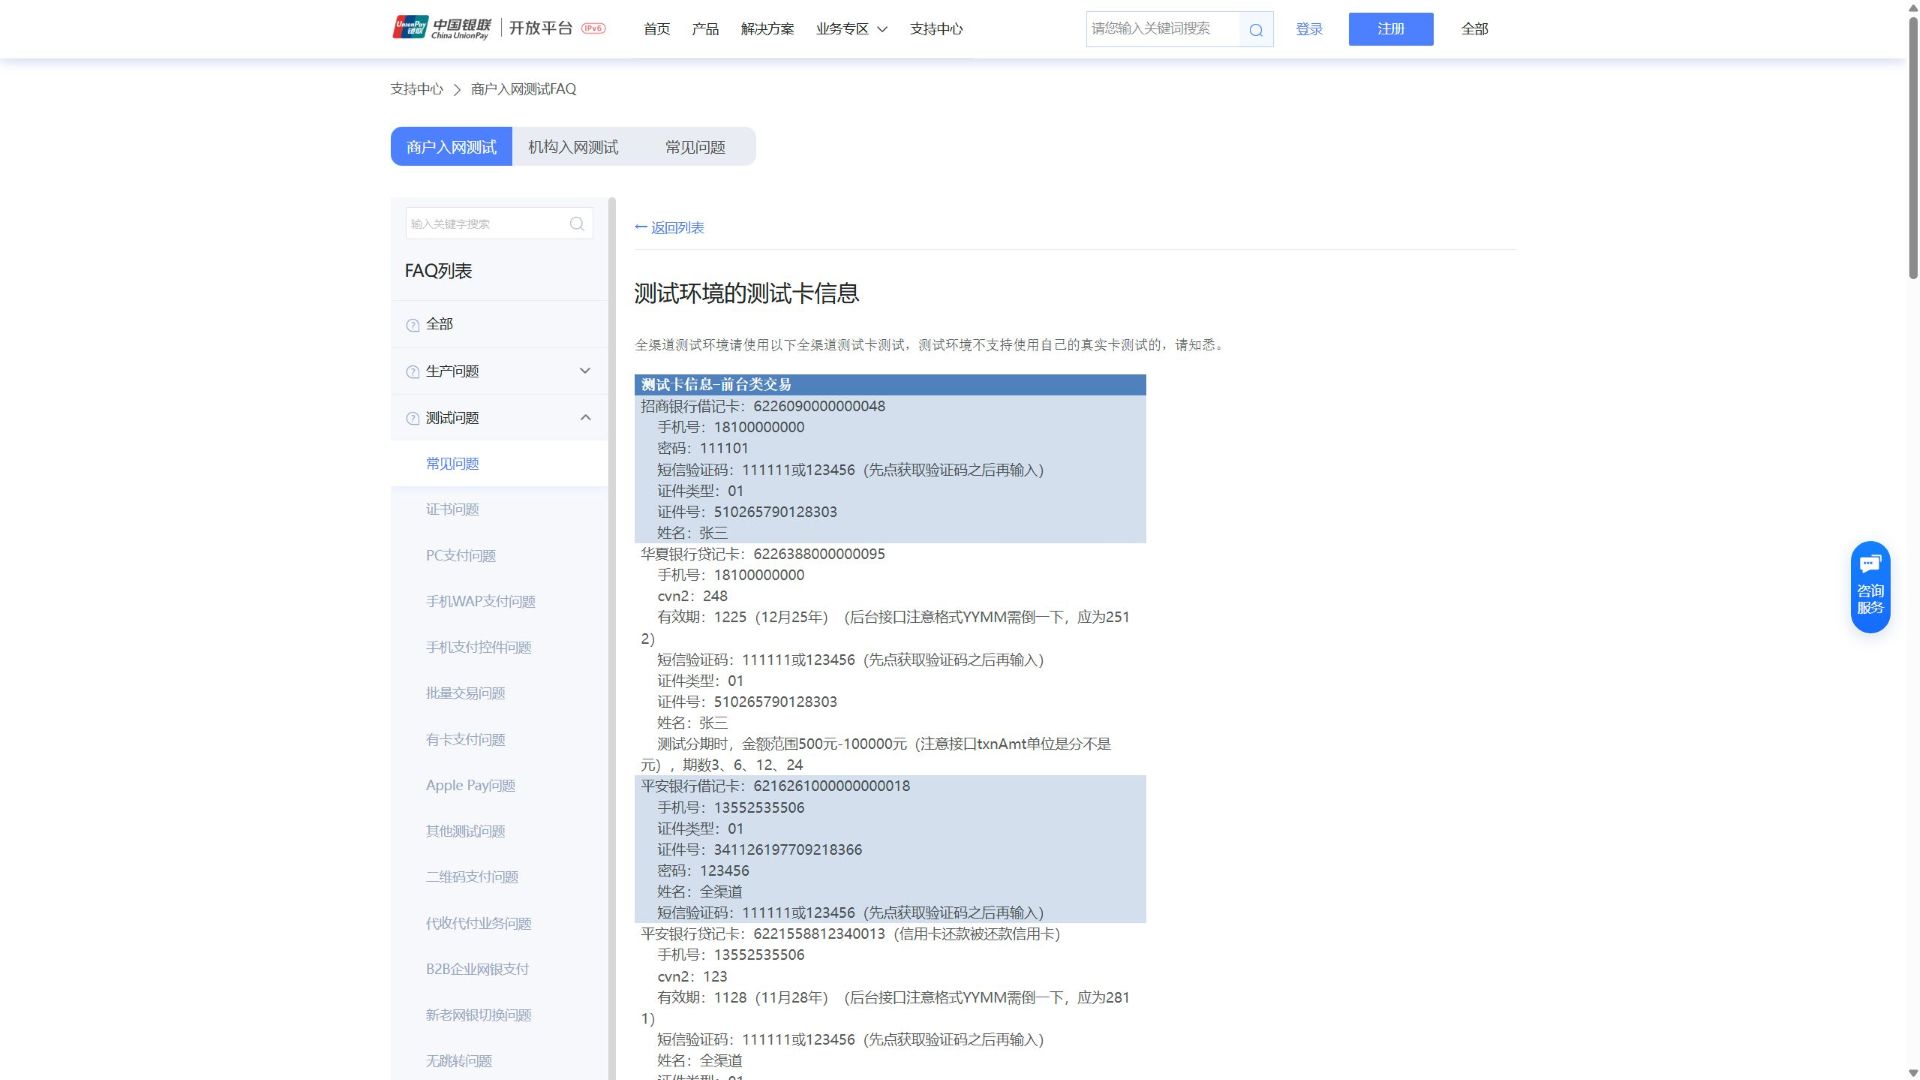 UnionPay
银联
中国银联
China UnionPay
开放平台
IPv6
首页
产品
解决方案
业务专区
支持中心
请您输入关键词搜索
登录
注册
全部
支持中心
商户入网测试FAQ
商户入网测试
机构入网测试
常见问题
输入关键字搜索
FAQ列表
全部
生产问题
测试问题
常见问题
证书问题
PC支付问题
手机WAP支付问题
手机支付控件问题
批量交易问题
有卡支付问题
Apple Pay问题
其他测试问题
二维码支付问题
代收代付业务问题
B2B企业网银支付
新老网银切换问题
无跳转问题
← 返回列表
测试环境的测试卡信息
全渠道测试环境请使用以下全渠道测试卡测试，测试环境不支持使用自己的真实卡测试的，请知悉。
测试卡信息-前台类交易
招商银行借记卡：6226090000000048
手机号：18100000000
密码：111101
短信验证码：111111或123456（先点获取验证码之后再输入）
证件类型：01
证件号：510265790128303
姓名：张三
华夏银行贷记卡：6226388000000095
手机号：18100000000
cvn2：248
有效期：1225（12月25年）（后台接口注意格式YYMM需倒一下，应为251
2）
短信验证码：111111或123456（先点获取验证码之后再输入）
证件类型：01
证件号：510265790128303
姓名：张三
测试分期时，金额范围500元-100000元（注意接口txnAmt单位是分不是
元），期数3、6、12、24
平安银行借记卡：6216261000000000018
手机号：13552535506
证件类型：01
证件号：341126197709218366
密码：123456
姓名：全渠道
短信验证码：111111或123456（先点获取验证码之后再输入）
平安银行贷记卡：6221558812340013（信用卡还款被还款信用卡）
手机号：13552535506
cvn2：123
有效期：1128（11月28年）（后台接口注意格式YYMM需倒一下，应为281
1）
短信验证码：111111或123456（先点获取验证码之后再输入）
姓名：全渠道
证件类型：01
咨询
服务